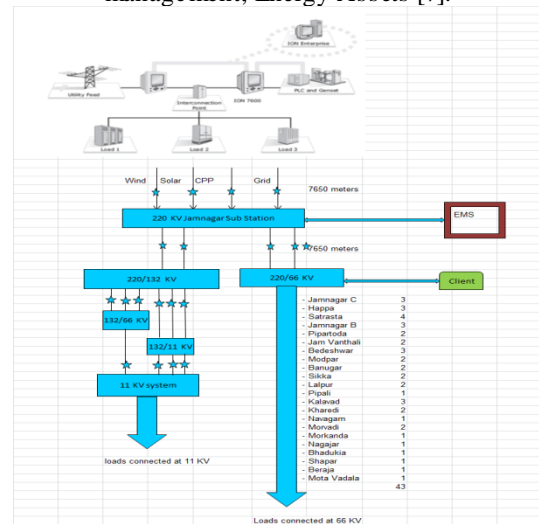 management, Energy Assets [7].
ION Enterprise
Utility Feed
Interconnection
Point
ION 7600
PLC and Genset
Load 1
Load 2
Load 3
Wind
Solar
CPP
Grid
7650 meters
220 KV Jamnagar Sub Station
EMS
7650 meters
220/132 KV
220/66 KV
Client
132/66 KV
132/11 KV
11 KV system
loads connected at 11 KV
- Jamnagar C 3
- Happa 3
- Satrasta 4
- Jamnagar B 3
- Pipartoda 2
- Jam Vanthali 2
- Bedeshwar 3
- Modpar 2
- Banugar 2
- Sikka 2
- Lalpur 2
- Pipali 1
- Kalavad 3
- Kharedi 2
- Navagam 1
- Morvadi 2
- Morkanda 1
- Nagajar 1
- Bhadukia 1
- Shapar 1
- Beraja 1
- Mota Vadala 1
43
Loads connected at 66 KV